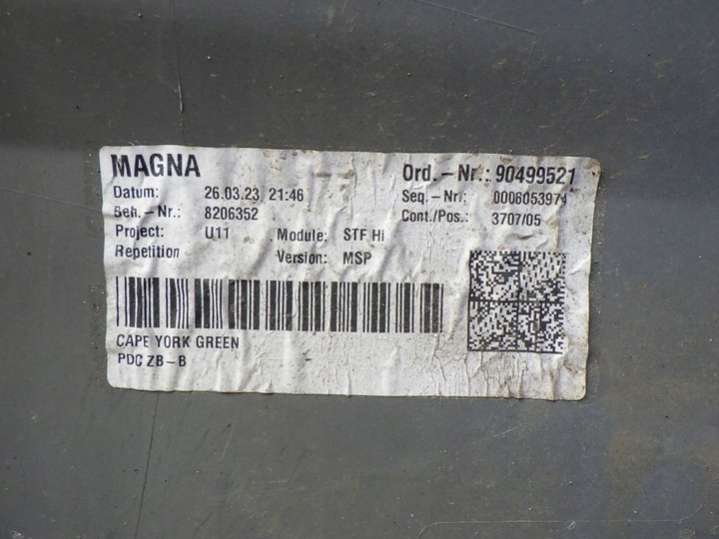 MAGNA Ord. – Nr.: 90499521
Datum: 26.03.23 21:46 Seq. – Nr:
Beh. – Nr.: 8206352 Cont./Pos.: 3707/05
Project: U11 Module: STF Hi
Repetition Version: MSP
CAPE YORK GREEN
PDC ZB – B